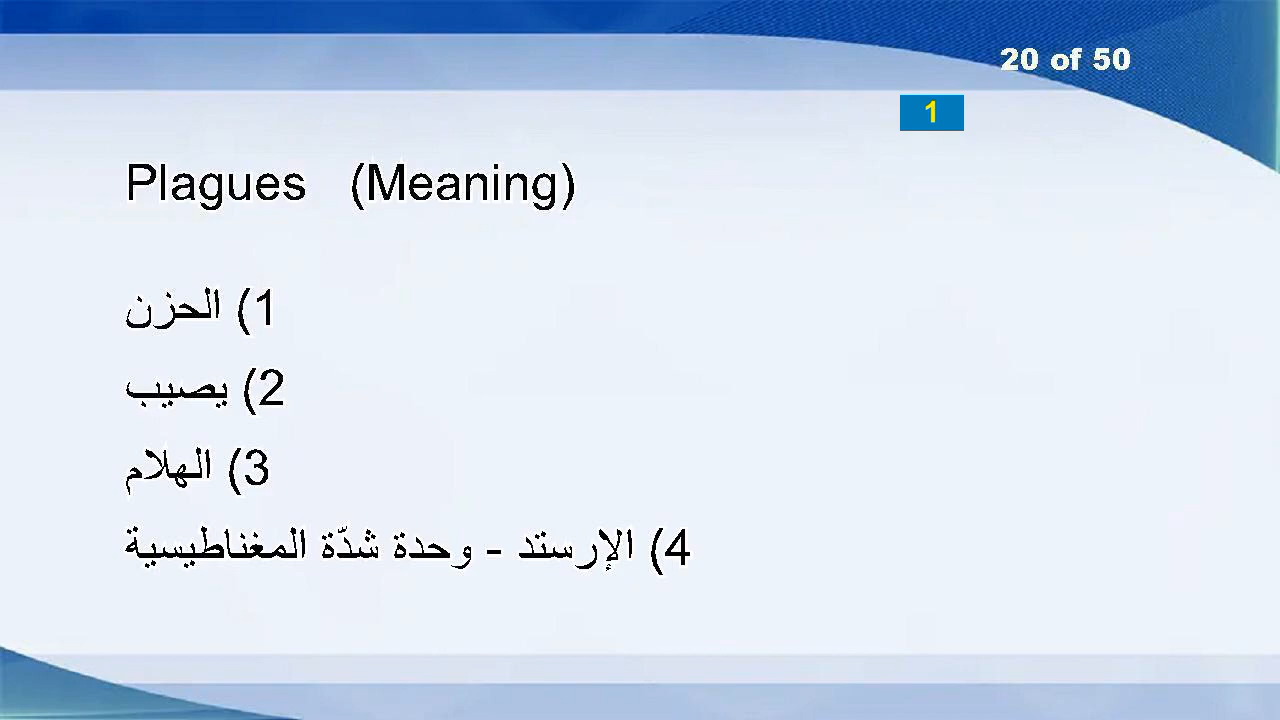 20 of 50
1
Plagues (Meaning)
1) الحزن
2) يصيب
3) الهلام
4) الإرستد - وحدة شدّة المغناطيسية